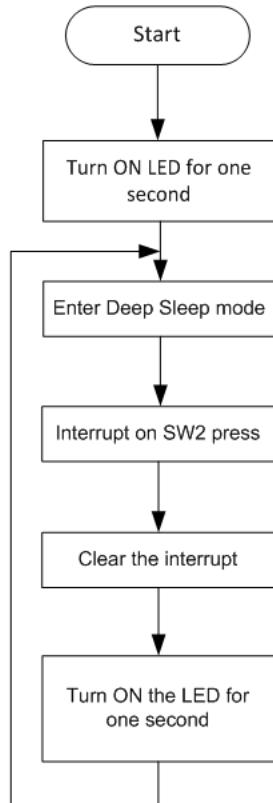 Start
Turn ON LED for one
second
Enter Deep Sleep mode
Interrupt on SW2 press
Clear the interrupt
Turn ON the LED for
one second